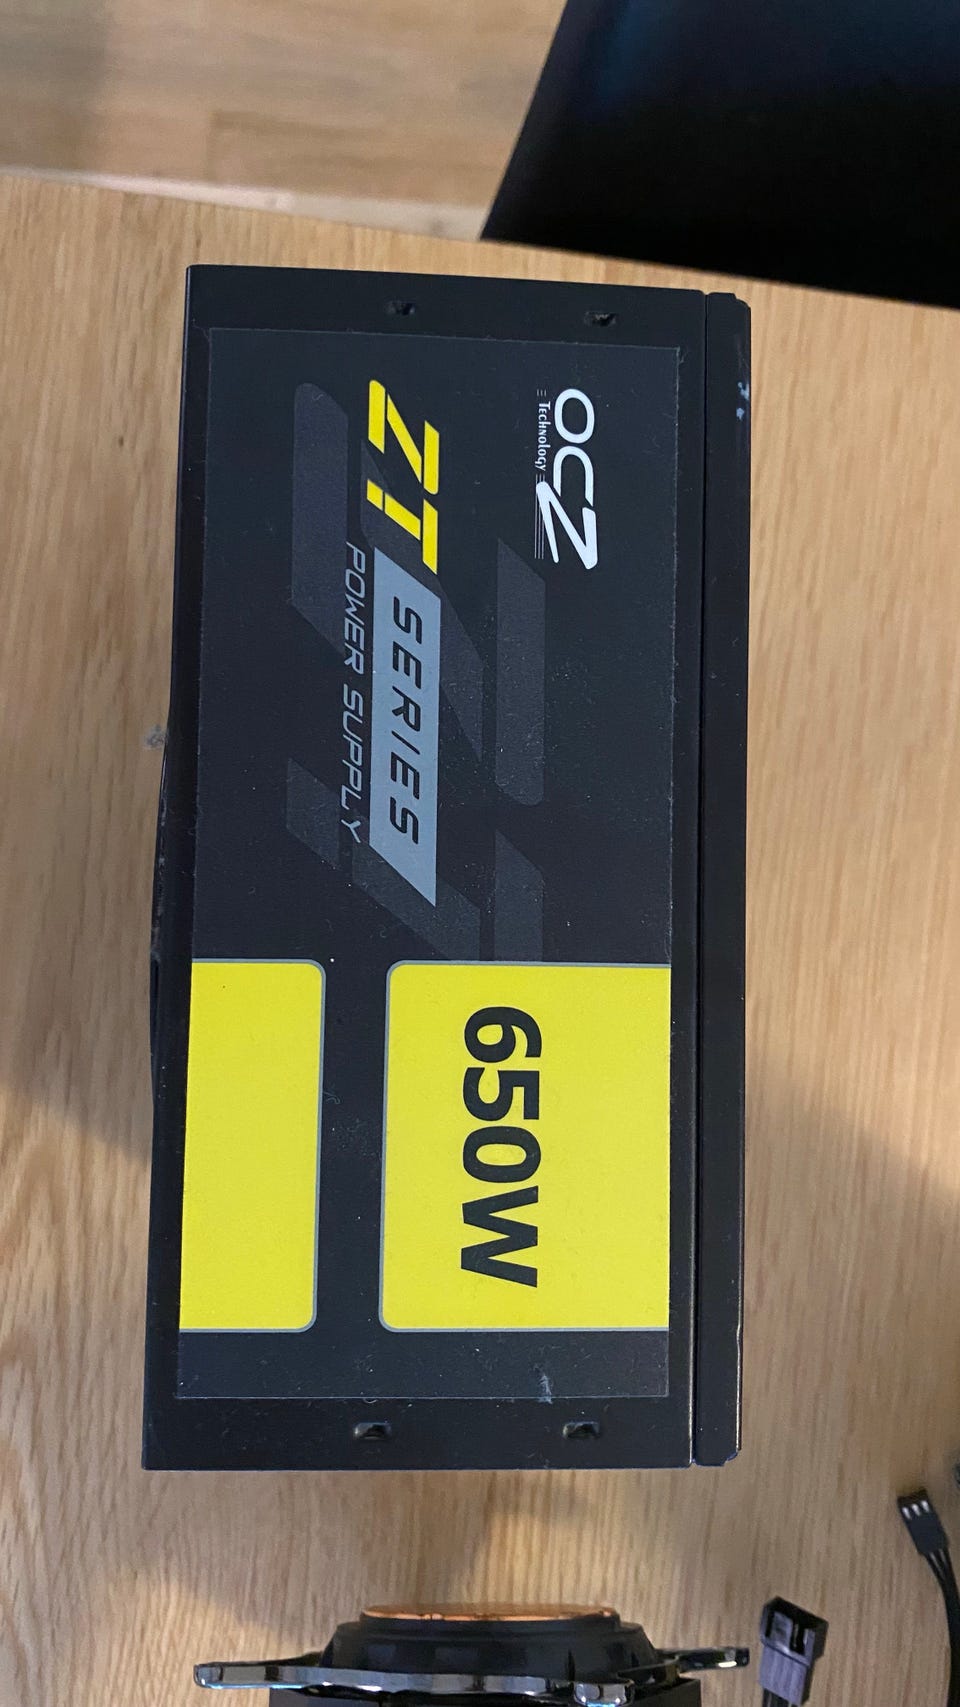 OCZ
Technology
ZT SERIES
POWER SUPPLY
650W